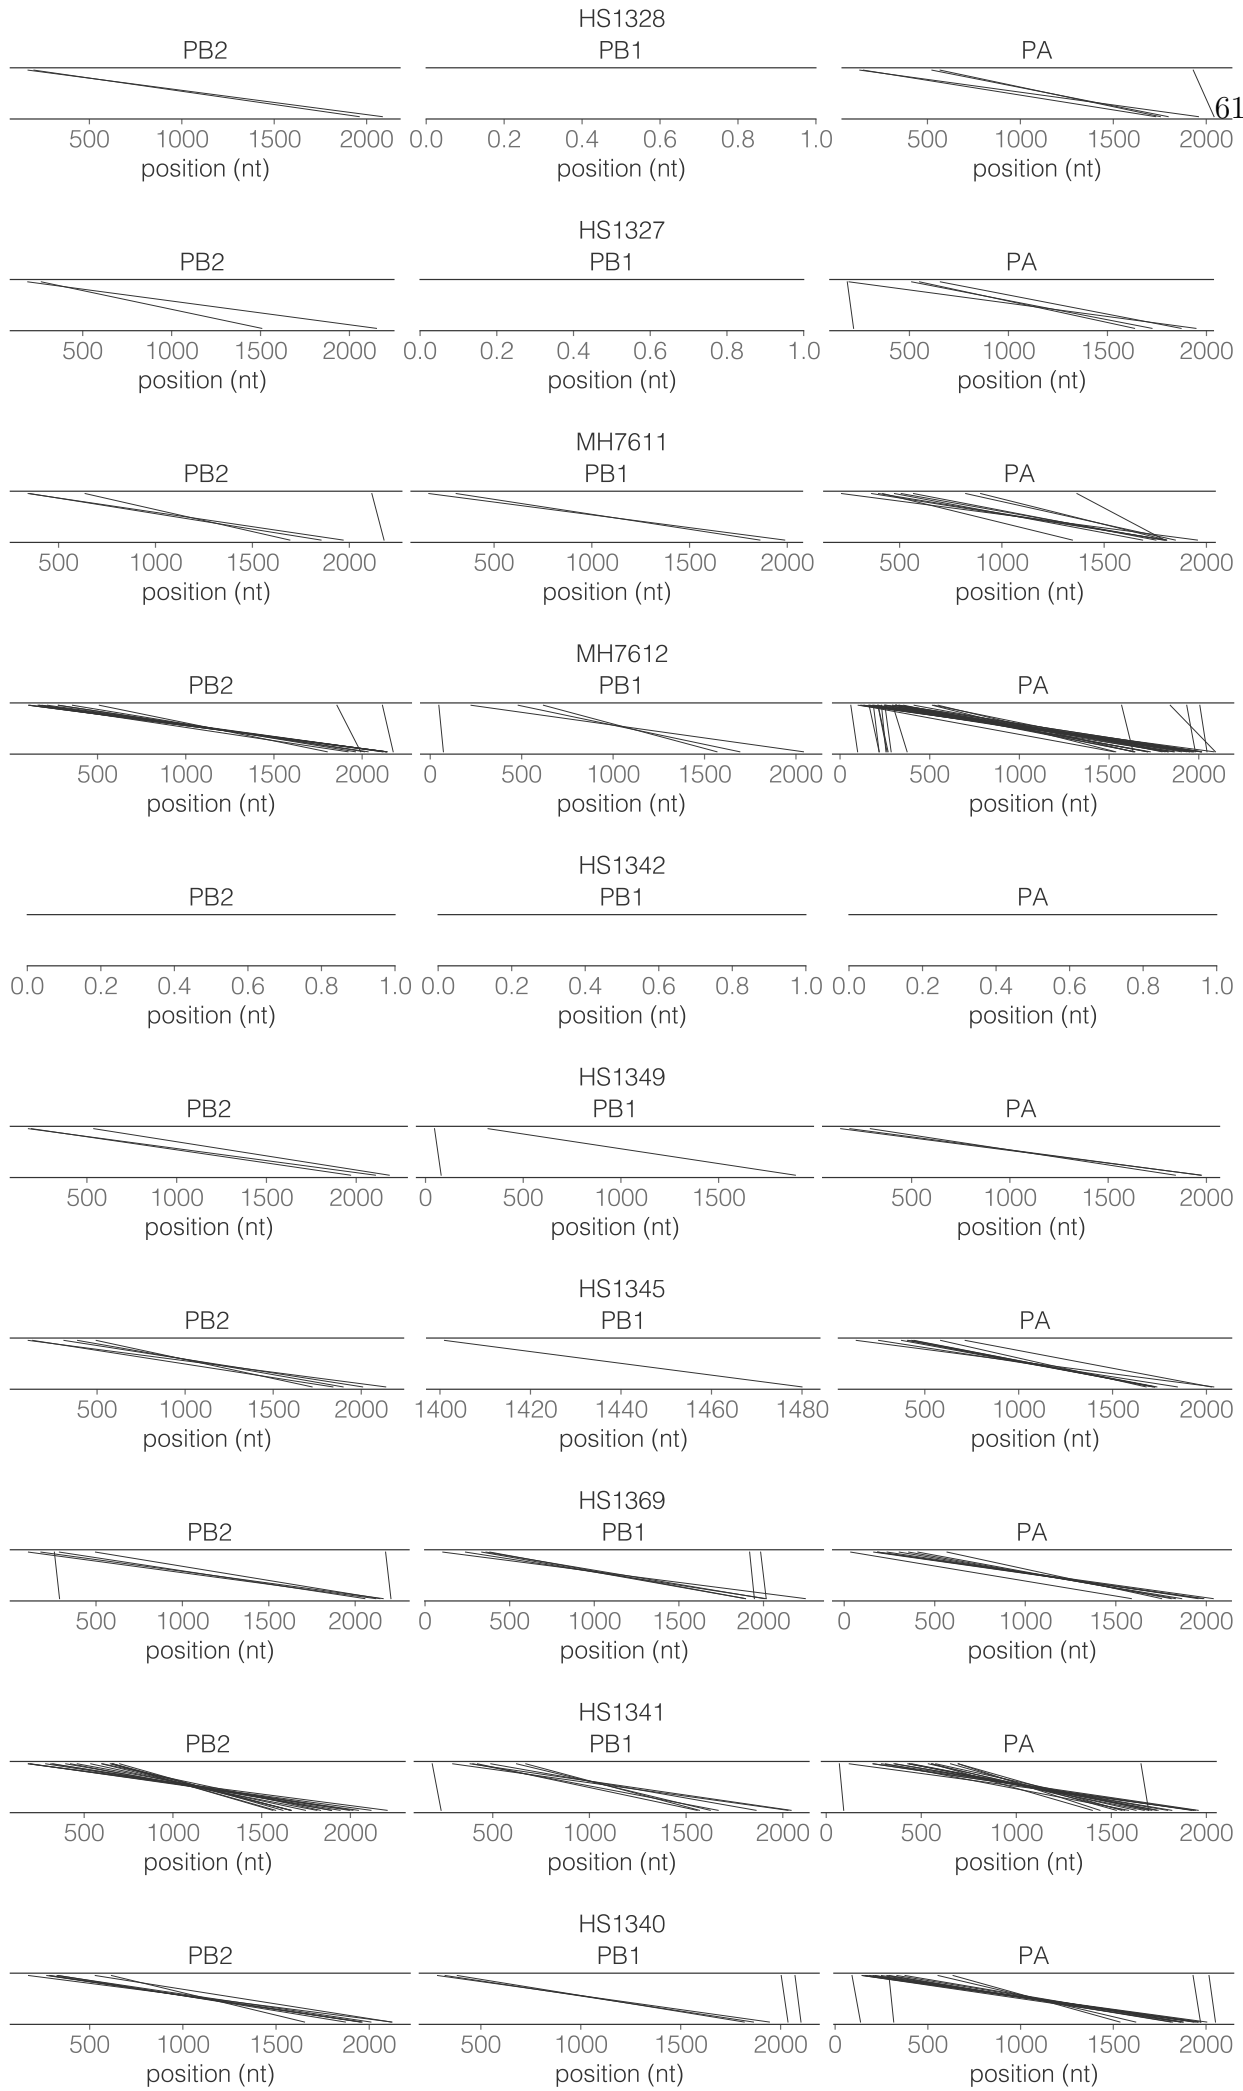 HS1328
PB2 PB1 PA
61
500 1000 1500 2000 0.0 0.2 0.4 0.6 0.8 1.0 500 1000 1500 2000
position (nt) position (nt) position (nt)
HS1327
PB2 PB1 PA
500 1000 1500 2000 0.0 0.2 0.4 0.6 0.8 1.0 500 1000 1500 2000
position (nt) position (nt) position (nt)
MH7611
PB2 PB1 PA
500 1000 1500 2000 500 1000 1500 2000 500 1000 1500 2000
position (nt) position (nt) position (nt)
MH7612
PB2 PB1 PA
500 1000 1500 2000 0 500 1000 1500 2000 0 500 1000 1500 2000
position (nt) position (nt) position (nt)
HS1342
PB2 PB1 PA
0.0 0.2 0.4 0.6 0.8 1.0 0.0 0.2 0.4 0.6 0.8 1.0 0.0 0.2 0.4 0.6 0.8 1.0
position (nt) position (nt) position (nt)
HS1349
PB2 PB1 PA
500 1000 1500 2000 0 500 1000 1500 500 1000 1500 2000
position (nt) position (nt) position (nt)
HS1345
PB2 PB1 PA
500 1000 1500 2000 1400 1420 1440 1460 1480 500 1000 1500 2000
position (nt) position (nt) position (nt)
HS1369
PB2 PB1 PA
500 1000 1500 2000 0 500 1000 1500 2000 0 500 1000 1500 2000
position (nt) position (nt) position (nt)
HS1341
PB2 PB1 PA
500 1000 1500 2000 500 1000 1500 2000 0 500 1000 1500 2000
position (nt) position (nt) position (nt)
HS1340
PB2 PB1 PA
500 1000 1500 2000 500 1000 1500 2000 0 500 1000 1500 2000
position (nt) position (nt) position (nt)